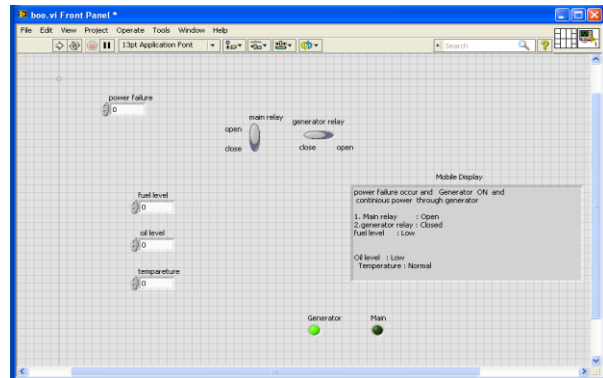 boo.vi Front Panel *
File Edit View Project Operate Tools Window Help
13pt Application Font
Search
power failure
0
main relay
open
close
generator relay
close open
Mobile Display
power failure occur and Generator ON and
continious power through generator
1. Main relay : Open
2.generator relay : Closed
fuel level : Low
Oil level : Low
Temperature : Normal
fuel level
0
oil level
0
tempareture
0
Generator
Main